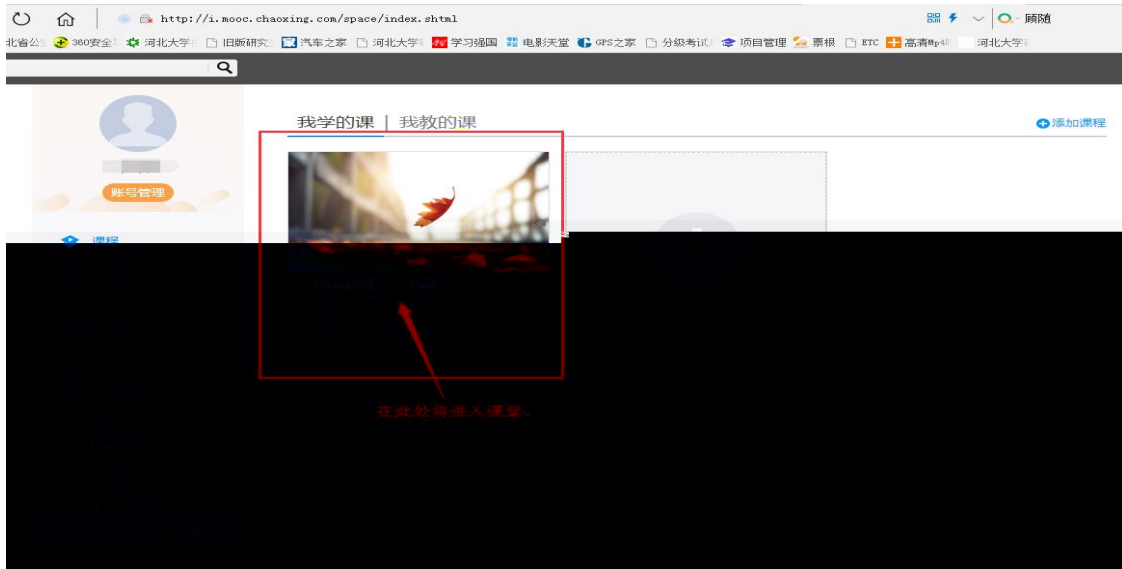 http://i.mooc.chaoxing.com/space/index.shtml 顾随
北省公 360安全 河北大学 旧版研究 汽车之家 河北大学 学习强国 电影天堂 GPS之家 分级考试 项目管理 票根 ETC 高清Mp4 河北大学
我学的课 | 我教的课
添加课程
账号管理
课程
在此处将进入课堂。